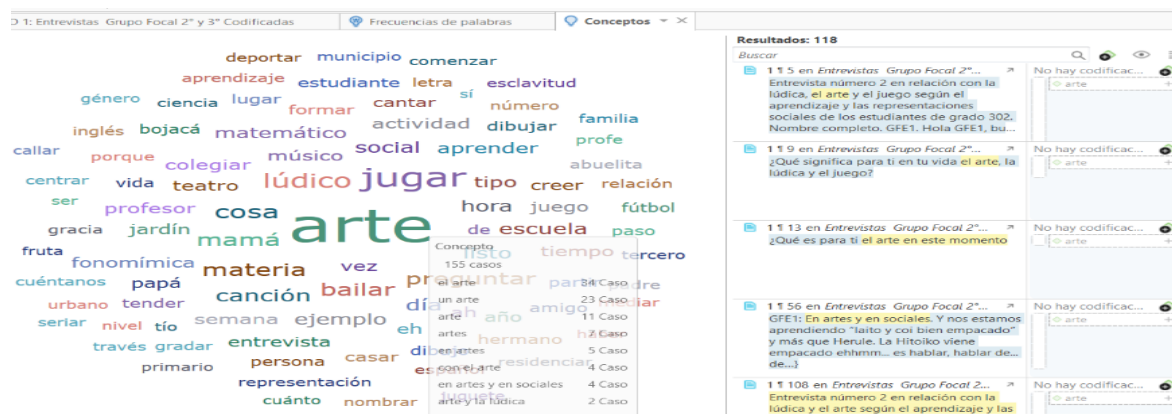 O 1: Entrevistas Grupo Focal 2° y 3° Codificadas
Frecuencias de palabras
Conceptos
deportar municipio comenzar
aprendizaje estudiante letra esclavitud
género ciencia lugar formar cantar sí número
inglés bojacá matemático actividad dibujar familia
callar porque colegiar músico social aprender profe
centrar vida teatro lúdico jugar tipo creer relación abuelita
ser profesor cosa arte hora juego fútbol
gracia jardín mamá de escuela paso
fruta fonomímica materia vez preguntar listo tiempo tercero
cuéntanos papá canción bailar día ah año amigo
urbano tender semana ejemplo eh hermano
seriar nivel tío entrevista dibujo
través gradar persona casar español residenciar
primario representación juguete
cuánto nombrar
Concepto
155 casos
el arte 84 Caso
un arte 23 Caso
arte 11 Caso
artes
en artes 5 Caso
con el arte 4 Caso
en artes y en sociales 4 Caso
arte y la lúdica 2 Caso
Resultados: 118
Buscar
1 ¶ 5 en Entrevistas Grupo Focal 2°...
No hay codificac...
arte
Entrevista número 2 en relación con la
lúdica, el arte y el juego según el
aprendizaje y las representaciones
sociales de los estudiantes de grado 302.
Nombre completo. GFE1. Hola GFE1, bu...
1 ¶ 9 en Entrevistas Grupo Focal 2°...
No hay codificac...
arte
¿Qué significa para ti en tu vida el arte, la
lúdica y el juego?
1 ¶ 13 en Entrevistas Grupo Focal 2°...
No hay codificac...
arte
¿Qué es para ti el arte en este momento
1 ¶ 56 en Entrevistas Grupo Focal 2°...
No hay codificac...
arte
GFE1: En artes y en sociales. Y nos estamos
aprendiendo "laito y coi bien empacado"
y más que Herule. La Hitoiko viene
empacado ehhmm... es hablar, hablar de...
de...}
1 ¶ 108 en Entrevistas Grupo Focal 2...
No hay codificac...
arte
Entrevista número 2 en relación con la
lúdica y el arte según el aprendizaje y las